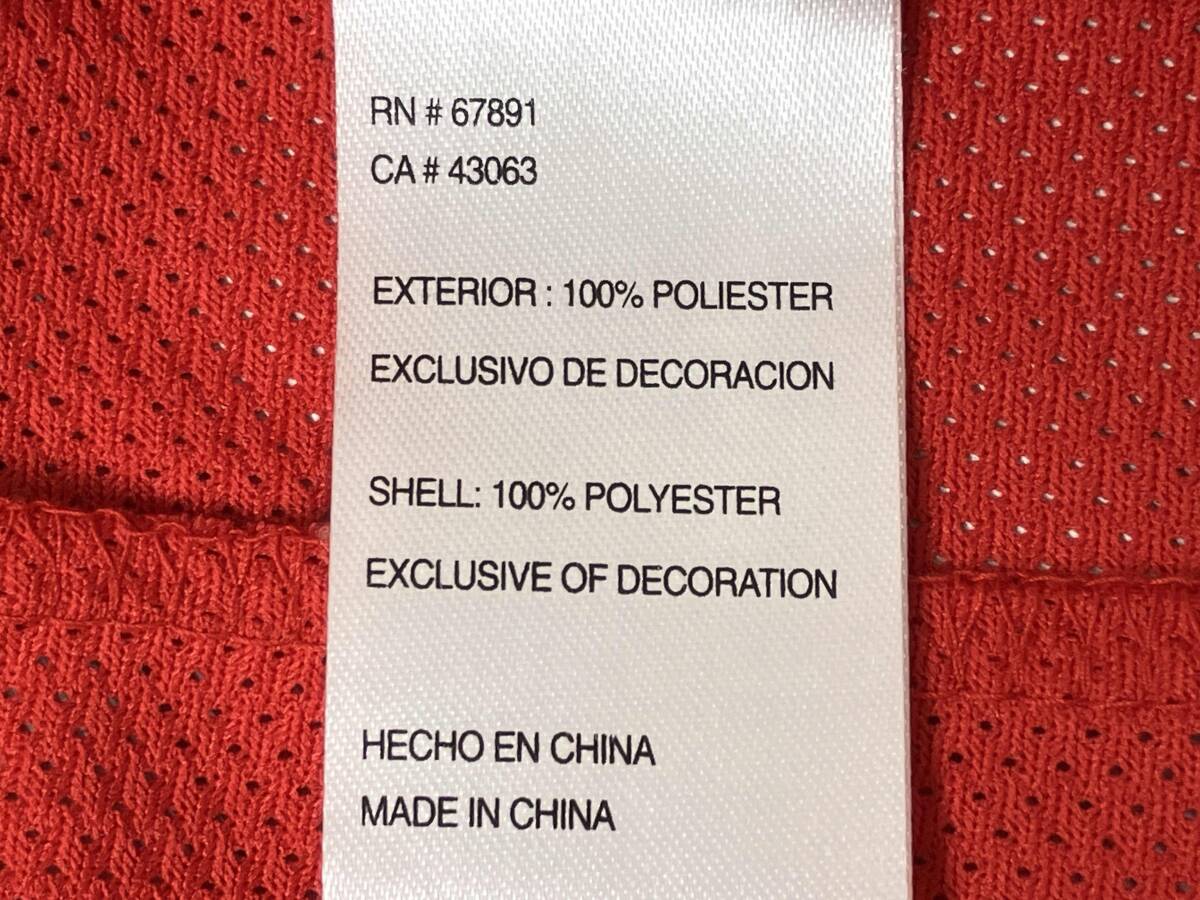 RN # 67891
CA # 43063
EXTERIOR : 100% POLIESTER
EXCLUSIVO DE DECORACION
SHELL: 100% POLYESTER
EXCLUSIVE OF DECORATION
HECHO EN CHINA
MADE IN CHINA